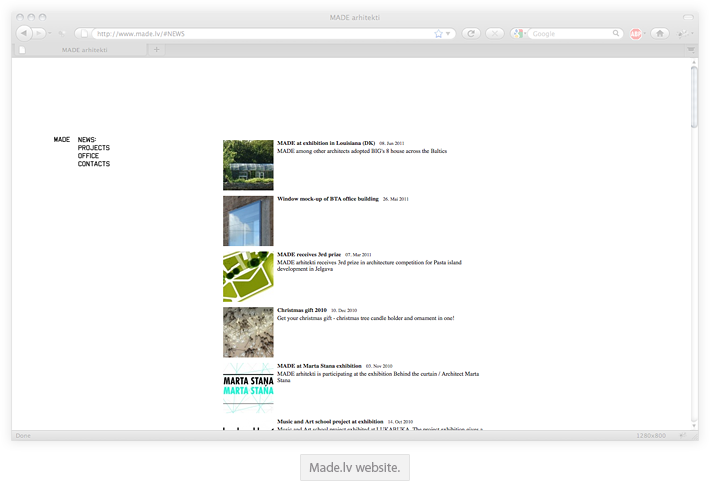 MADE arhitekti
http://www.made.lv/#NEWS
Google
MADE arhitekti
MADE
NEWS:
PROJECTS
OFFICE
CONTACTS
MADE at exhibition in Louisiana (DK) 08. Jun 2011
MADE among other architects adopted BIG's 8 house across the Baltics
Window mock-up of BTA office building 26. Mai 2011
MADE receives 3rd prize 07. Mar 2011
MADE arhitekti receives 3rd prize in architecture competition for Pasta island
development in Jelgava
Christmas gift 2010 10. Dec 2010
Get your christmas gift - christmas tree candle holder and ornament in one!
MADE at Marta Stana exhibition 03. Nov 2010
MADE arhitekti is participating at the exhibition Behind the curtain / Architect Marta
Stana
MARTA STAŅA
MARTA STAŅA
Music and Art school project at exhibition 14. Oct 2010
Music and Art school project exhibited at LUKABUKA. The project exhibition gives a
Done
1280x800
Made.lv website.